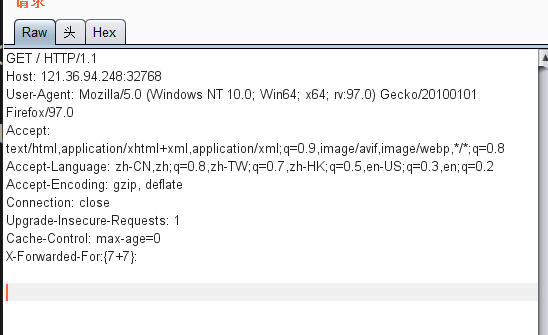 请求
Raw 头 Hex
GET / HTTP/1.1
Host: 121.36.94.248:32768
User-Agent: Mozilla/5.0 (Windows NT 10.0; Win64; x64; rv:97.0) Gecko/20100101
Firefox/97.0
Accept:
text/html,application/xhtml+xml,application/xml;q=0.9,image/avif,image/webp,*/*;q=0.8
Accept-Language: zh-CN,zh;q=0.8,zh-TW;q=0.7,zh-HK;q=0.5,en-US;q=0.3,en;q=0.2
Accept-Encoding: gzip, deflate
Connection: close
Upgrade-Insecure-Requests: 1
Cache-Control: max-age=0
X-Forwarded-For:{7+7}: